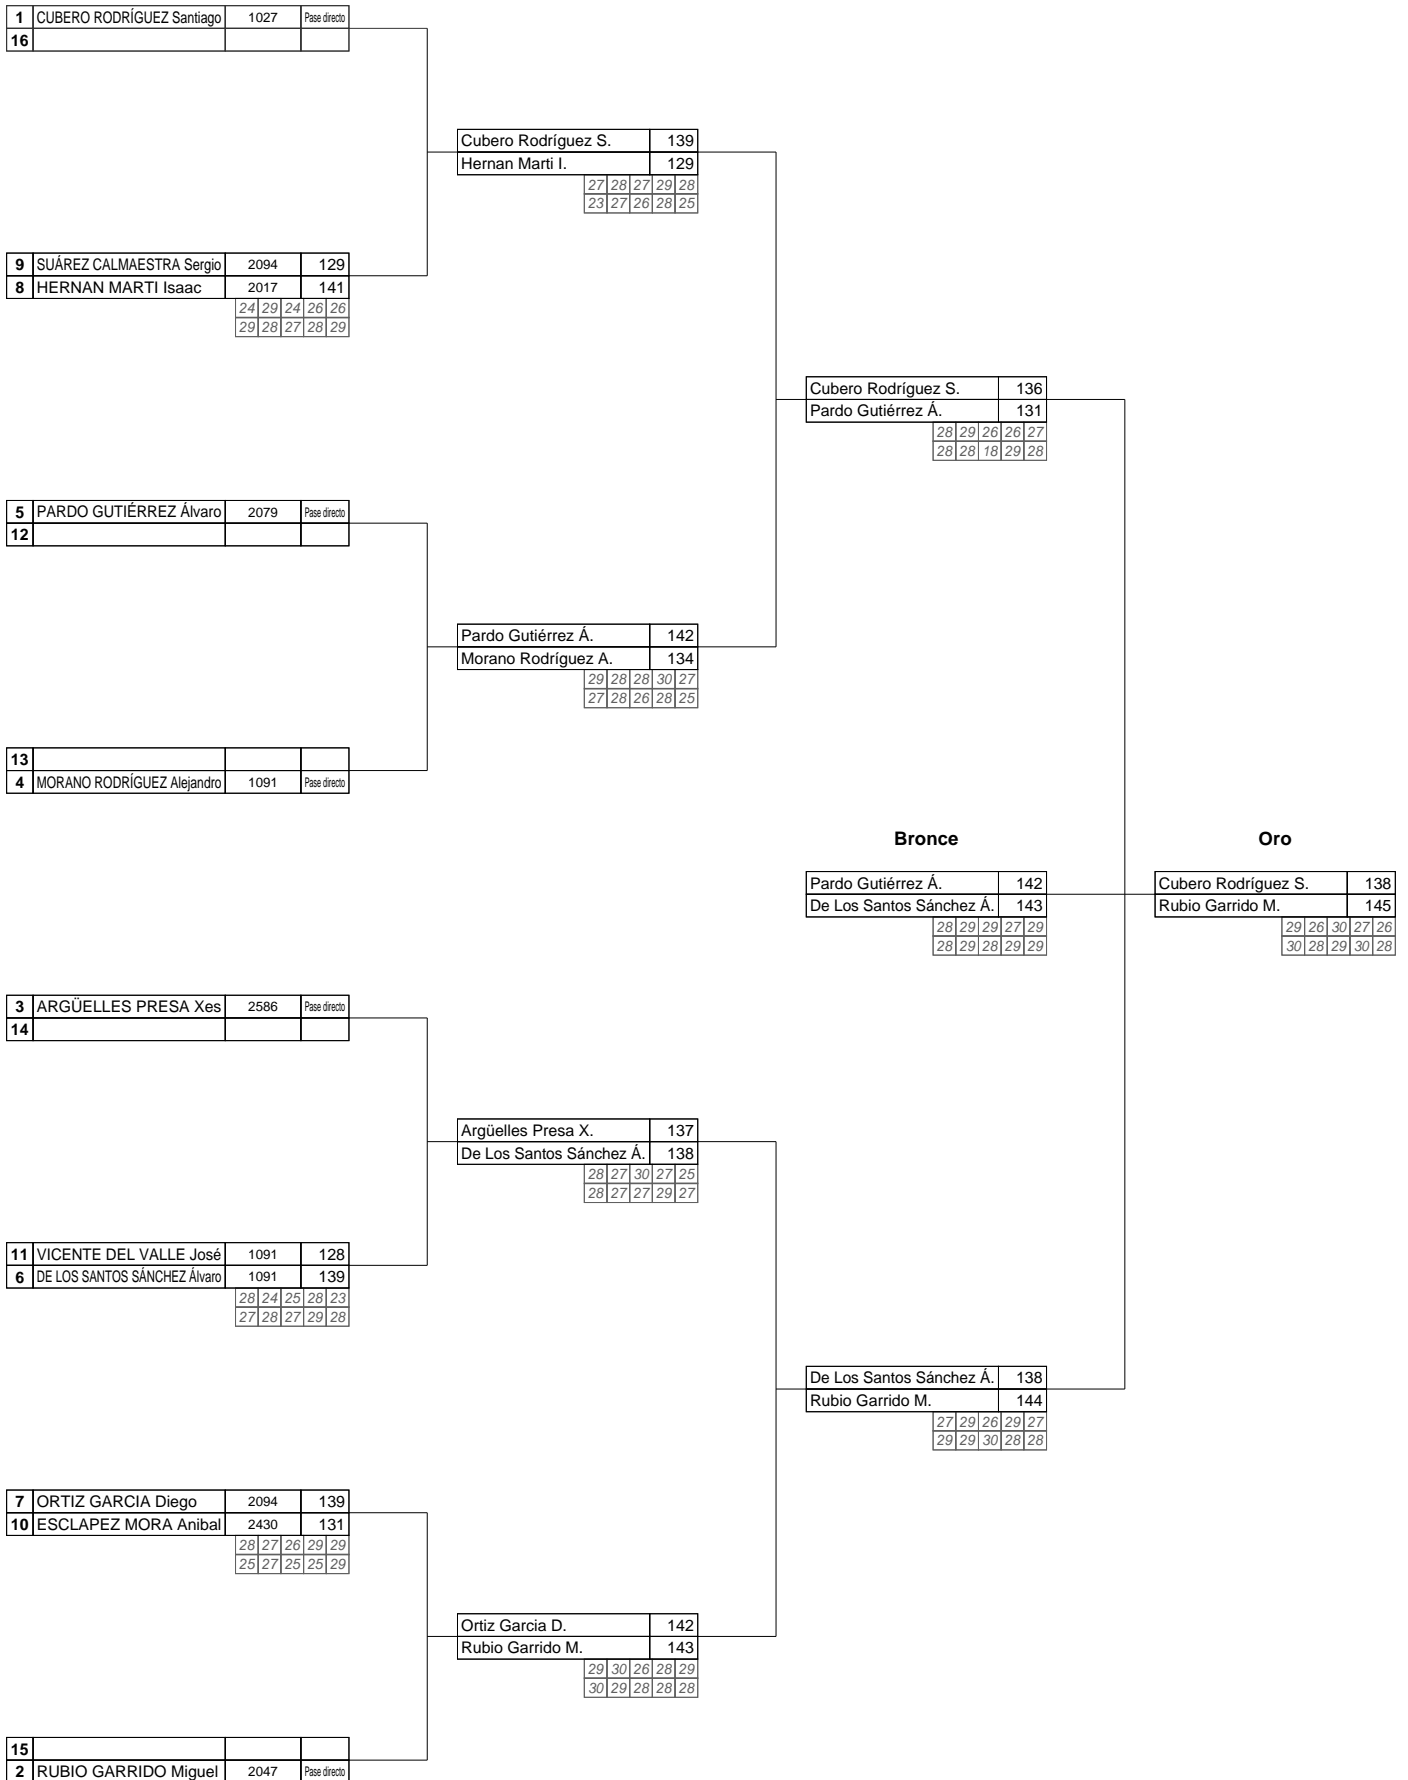 1 CUBERO RODRÍGUEZ Santiago 1027 Pase directo
16
Cubero Rodríguez S. 139
Hernan Marti I. 129
27 28 27 29 28
23 27 26 28 25
9 SUÁREZ CALMAESTRA Sergio 2094 129
8 HERNAN MARTI Isaac 2017 141
24 29 24 26 26
29 28 27 28 29
Cubero Rodríguez S. 136
Pardo Gutiérrez Á. 131
28 29 26 26 27
28 28 18 29 28
5 PARDO GUTIÉRREZ Álvaro 2079 Pase directo
12
Pardo Gutiérrez Á. 142
Morano Rodríguez A. 134
29 28 28 30 27
27 28 26 28 25
13
4 MORANO RODRÍGUEZ Alejandro 1091 Pase directo
Bronce Oro
Pardo Gutiérrez Á. 142 Cubero Rodríguez S. 138
De Los Santos Sánchez Á. 143 Rubio Garrido M. 145
28 29 29 27 29 29 26 30 27 26
28 29 28 29 29 30 28 29 30 28
3 ARGÜELLES PRESA Xes 2586 Pase directo
14
Argüelles Presa X. 137
De Los Santos Sánchez Á. 138
28 27 30 27 25
28 27 27 29 27
11 VICENTE DEL VALLE José 1091 128
6 DE LOS SANTOS SÁNCHEZ Álvaro 1091 139
28 24 25 28 23
27 28 27 29 28
De Los Santos Sánchez Á. 138
Rubio Garrido M. 144
27 29 26 29 27
29 29 30 28 28
7 ORTIZ GARCIA Diego 2094 139
10 ESCLAPEZ MORA Anibal 2430 131
28 27 26 29 29
25 27 25 25 29
Ortiz Garcia D. 142
Rubio Garrido M. 143
29 30 26 28 29
30 29 28 28 28
15
2 RUBIO GARRIDO Miguel 2047 Pase directo